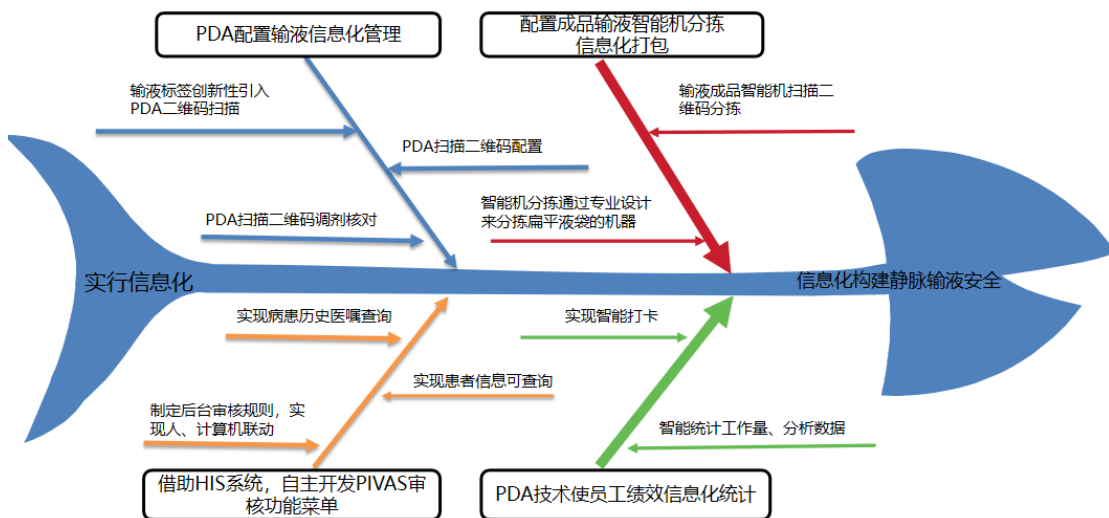 PDA配置输液信息化管理
配置成品输液智能机分拣
信息化打包
输液标签创新性引入
PDA二维码扫描
输液成品智能机扫描二
维码分拣
PDA扫描二维码配置
PDA扫描二维码调剂核对
智能机分拣通过专业设计
来分拣扁平液袋的机器
实行信息化
信息化构建静脉输液安全
实现病患历史医嘱查询
实现智能打卡
实现患者信息可查询
制定后台审核规则，实
现人、计算机联动
智能统计工作量、分析数据
借助HIS系统，自主开发PIVAS审
核功能菜单
PDA技术使员工绩效信息化统计